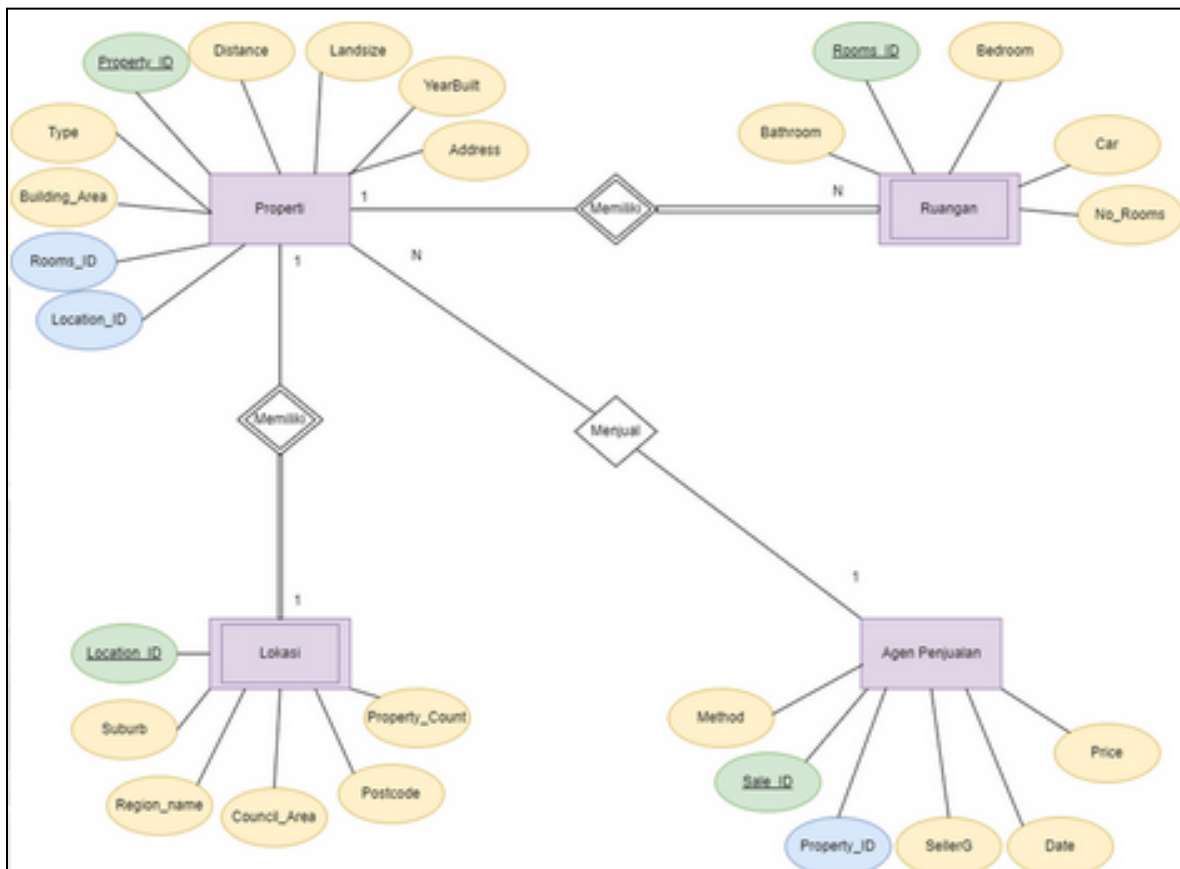 Property_ID
Distance
Landsize
YearBuilt
Address
Type
Building_Area
Rooms_ID
Location_ID
Properti
1
Memiliki
N
Ruangan
Rooms_ID
Bedroom
Bathroom
Car
No_Rooms
1
Memiliki
1
N
Menjual
1
Lokasi
Location_ID
Suburb
Region_name
Council_Area
Postcode
Property_Count
Agen Penjualan
Method
Sale_ID
Property_ID
SellerG
Date
Price